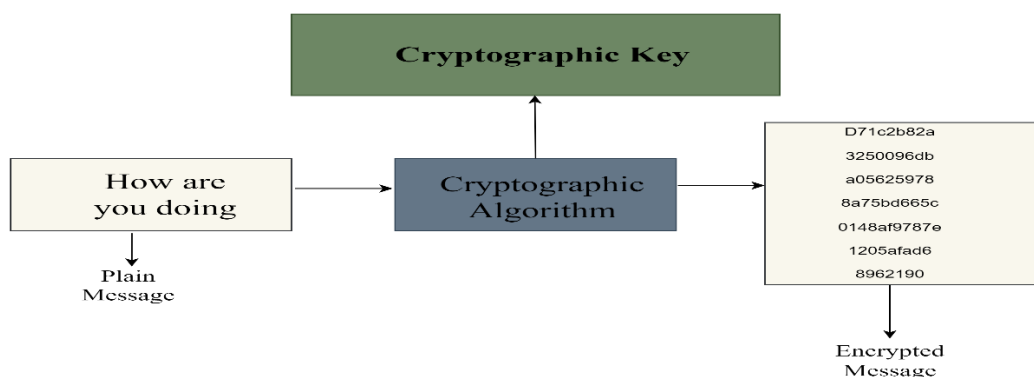 Cryptographic Key
How are
you doing
Cryptographic
Algorithm
D71c2b82a
3250096db
a05625978
8a75bd665c
0148af9787e
1205afad6
8962190
Plain
Message
Encrypted
Message